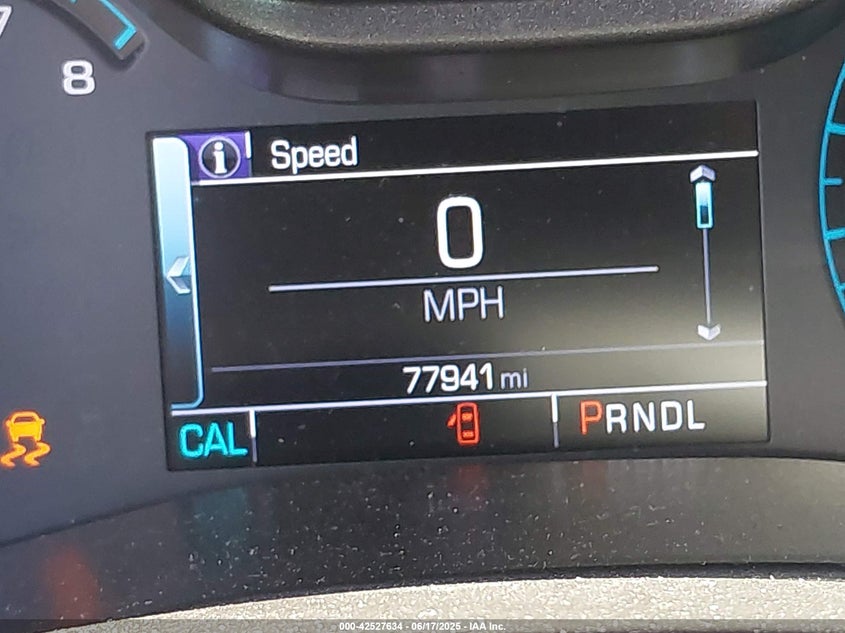 8
Speed
0
MPH
77941 mi
CAL
PRNDL
000-42527634 - 06/17/2025 - IAA Inc.